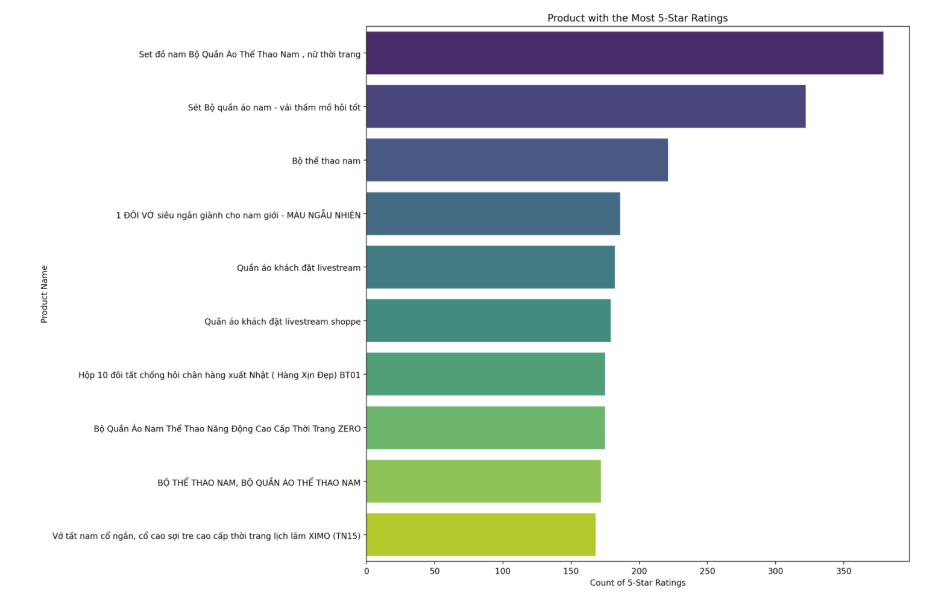 Product with the Most 5-Star Ratings
Product Name
Set đồ nam Bộ Quần Áo Thể Thao Nam , nữ thời trang
Sét Bộ quần áo nam - vải thấm mồ hôi tốt
Bộ thể thao nam
1 ĐÔI VỚ siêu ngắn giành cho nam giới - MÀU NGẪU NHIÊN
Quần áo khách đặt livestream
Quần áo khách đặt livestream shoppe
Hộp 10 đôi tất chống hôi chân hàng xuất Nhật ( Hàng Xịn Đẹp) BT01
Bộ Quần Áo Nam Thể Thao Năng Động Cao Cấp Thời Trang ZERO
BỘ THỂ THAO NAM, BỘ QUẦN ÁO THỂ THAO NAM
Vớ tất nam cổ ngắn, cổ cao sợi tre cao cấp thời trang lịch lãm XIMO (TN15)
0 50 100 150 200 250 300 350
Count of 5-Star Ratings